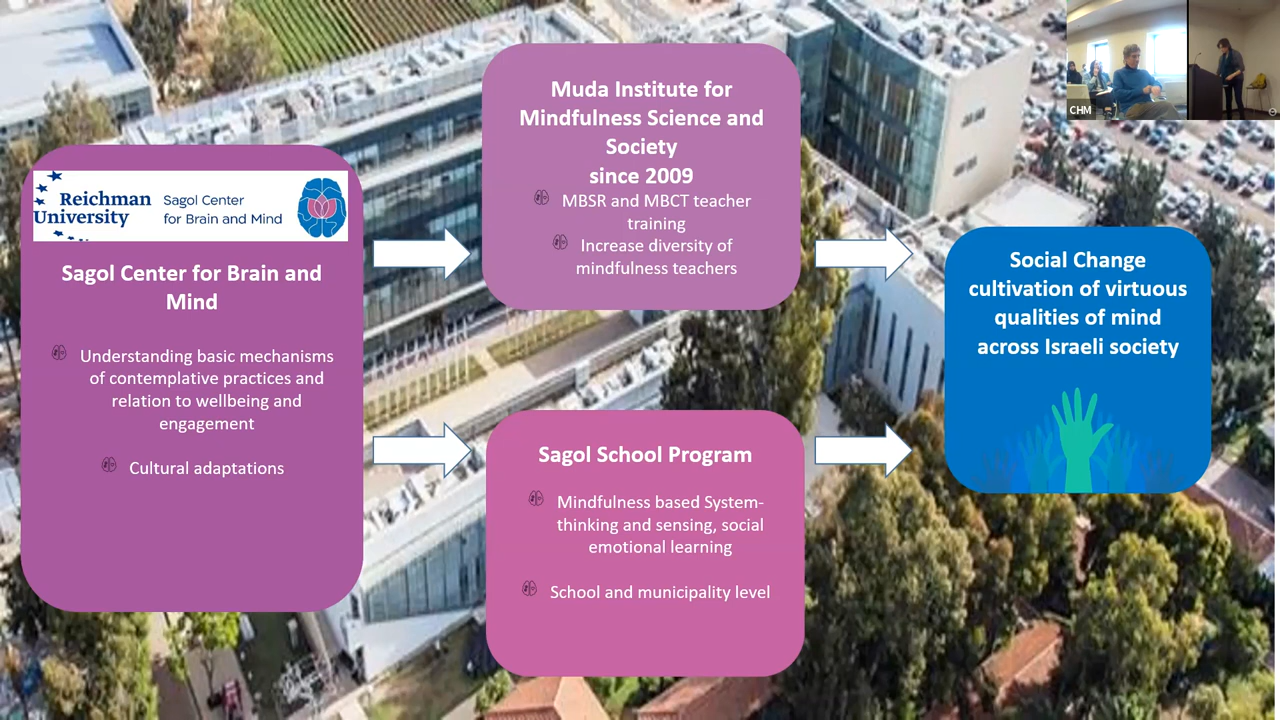 Reichman
University
Sagol Center
for Brain and Mind
Sagol Center for Brain and
Mind
Understanding basic mechanisms
of contemplative practices and
relation to wellbeing and
engagement
Cultural adaptations
Muda Institute for
Mindfulness Science and
Society
since 2009
MBSR and MBCT teacher
training
Increase diversity of
mindfulness teachers
Sagol School Program
Mindfulness based System-
thinking and sensing, social
emotional learning
School and municipality level
Social Change
cultivation of virtuous
qualities of mind
across Israeli society
CHM